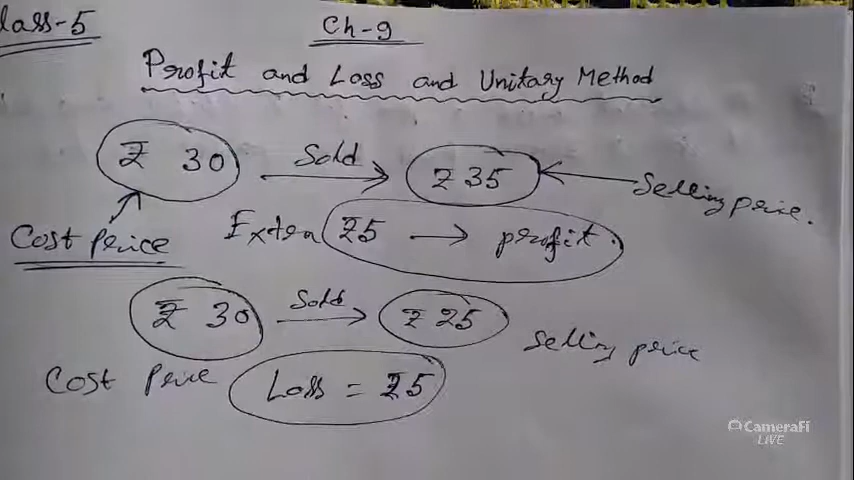 lass-5
Ch-9
Profit and Loss and Unitary Method
₹ 30 Sold ₹ 35 Selling price.
Cost Price Extra ₹5 → profit.
₹ 30 Sold ₹ 25 Selling price
Cost Price Loss = ₹5
CameraFi
LIVE